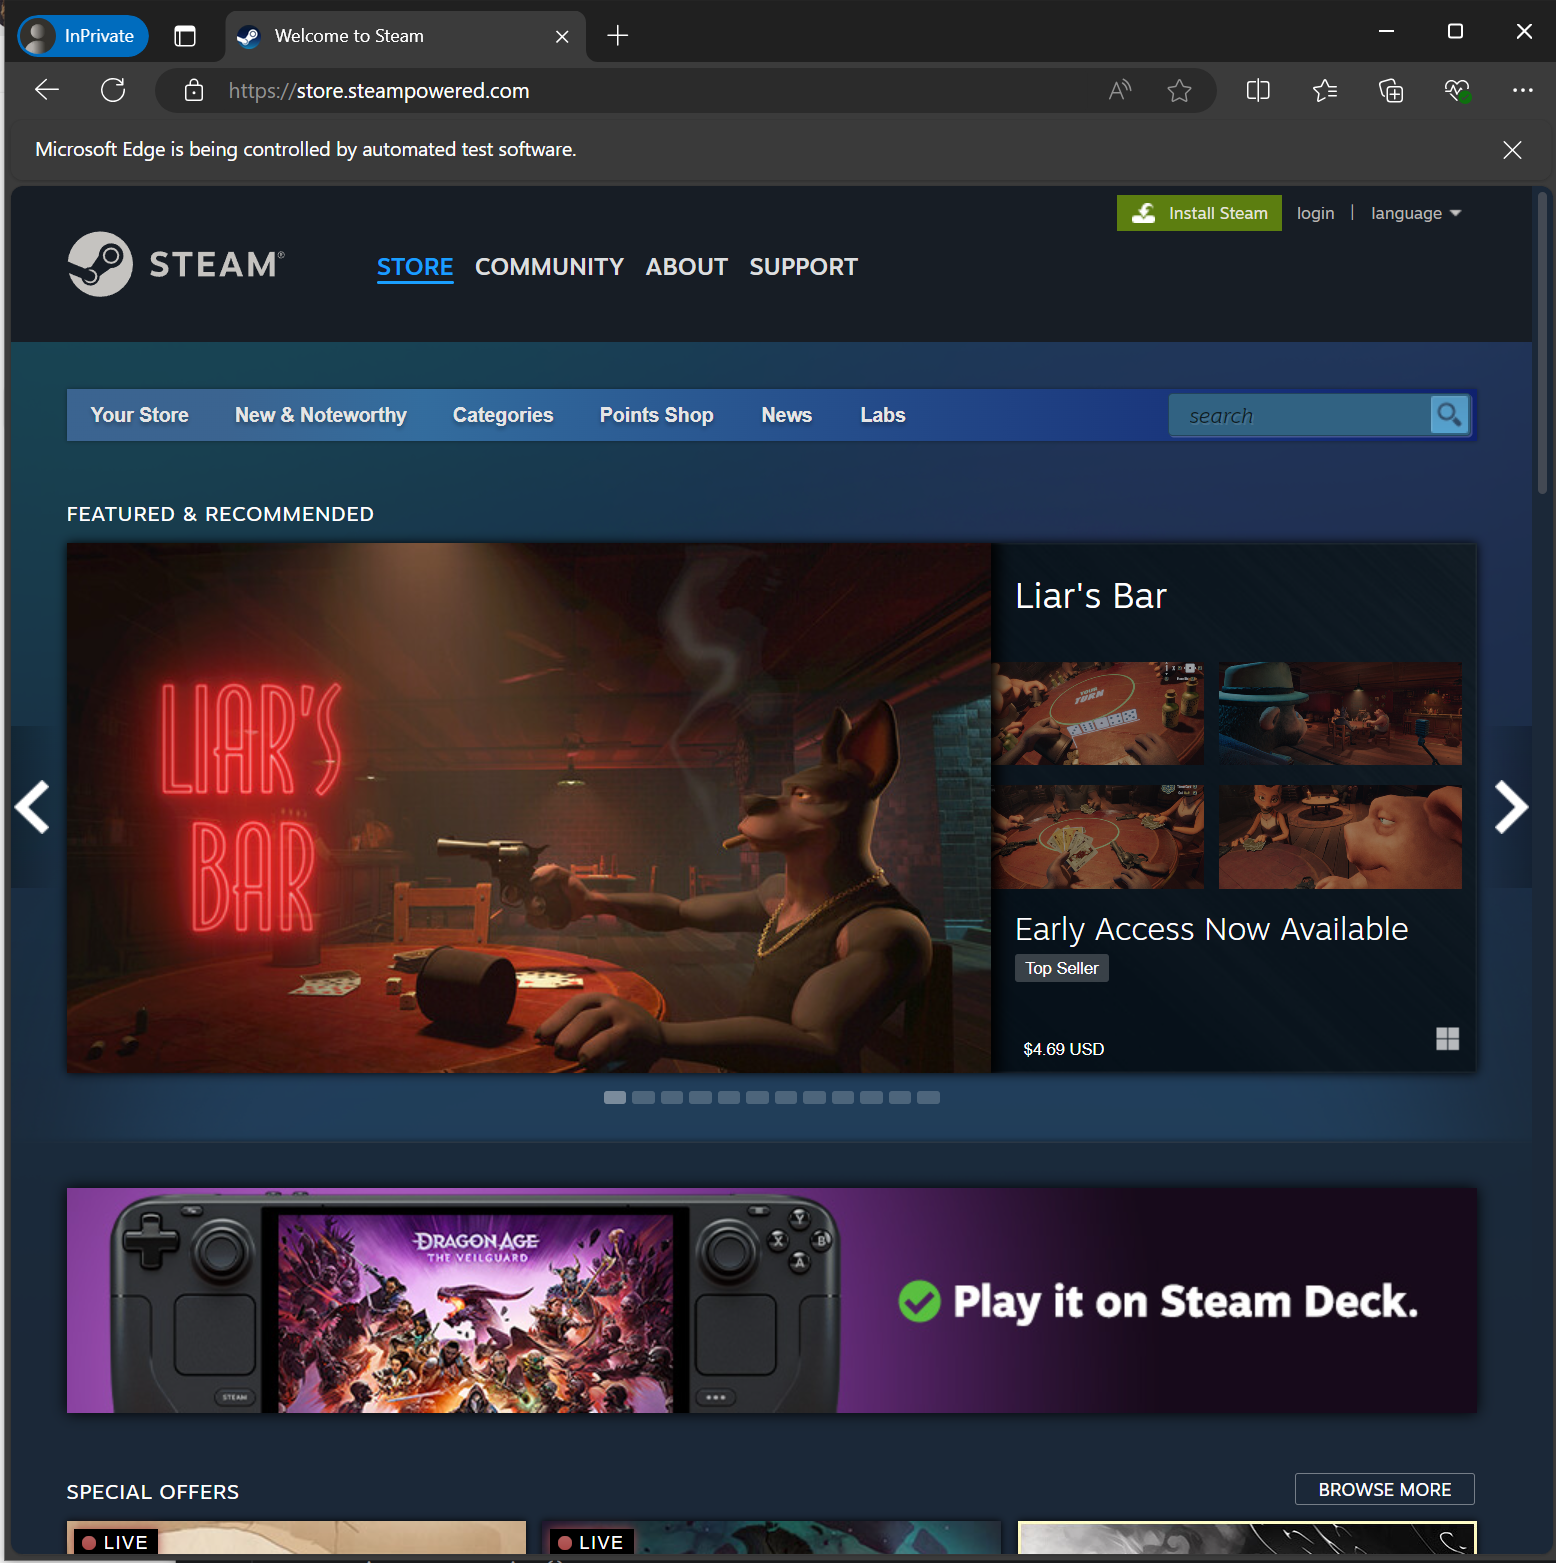 InPrivate
Welcome to Steam
https://store.steampowered.com
Microsoft Edge is being controlled by automated test software.
Install Steam
login
|
language
STEAM®
STORE
COMMUNITY
ABOUT
SUPPORT
Your Store
New & Noteworthy
Categories
Points Shop
News
Labs
search
FEATURED & RECOMMENDED
LIAR'S
BAR
Liar's Bar
YOUR
TURN
Early Access Now Available
Top Seller
$4.69 USD
DRAGON AGE
THE VEILGUARD
Y
X
B
A
STEAM
Play it on Steam Deck.
SPECIAL OFFERS
BROWSE MORE
LIVE
LIVE